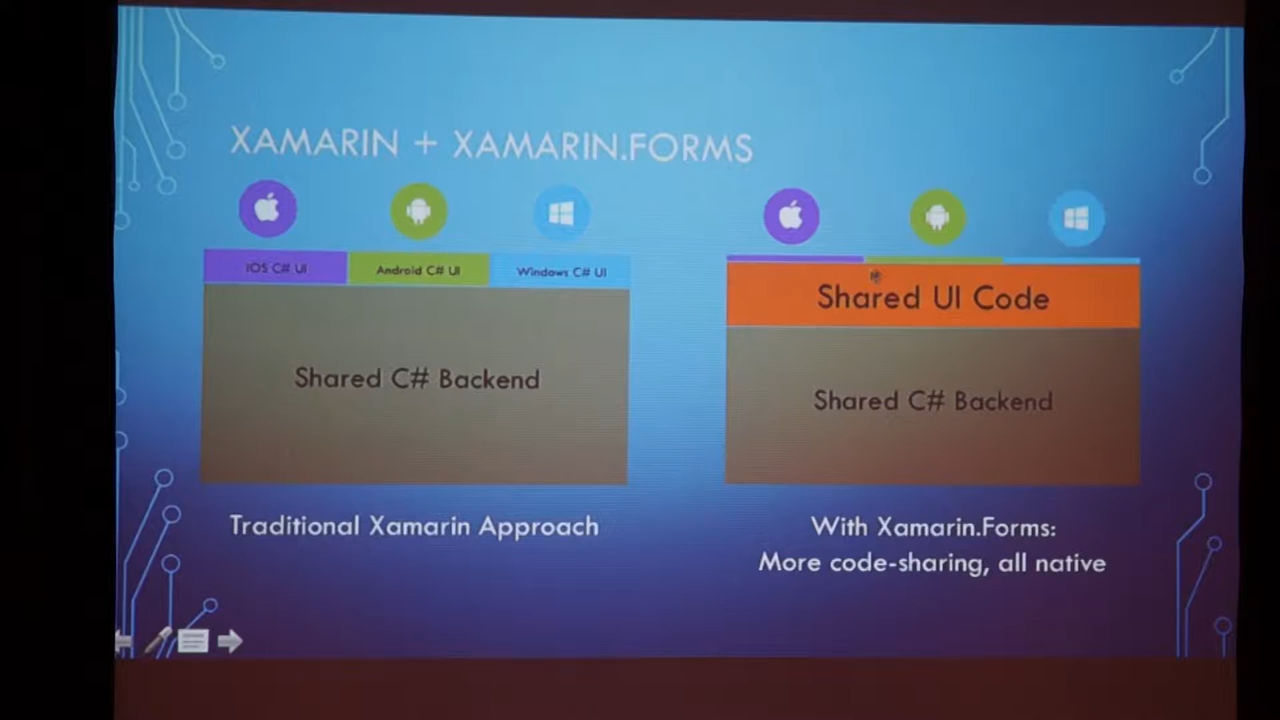 XAMARIN + XAMARIN.FORMS
iOS C# UI
Android C# UI
Windows C# UI
Shared C# Backend
Traditional Xamarin Approach
Shared UI Code
Shared C# Backend
With Xamarin.Forms:
More code-sharing, all native